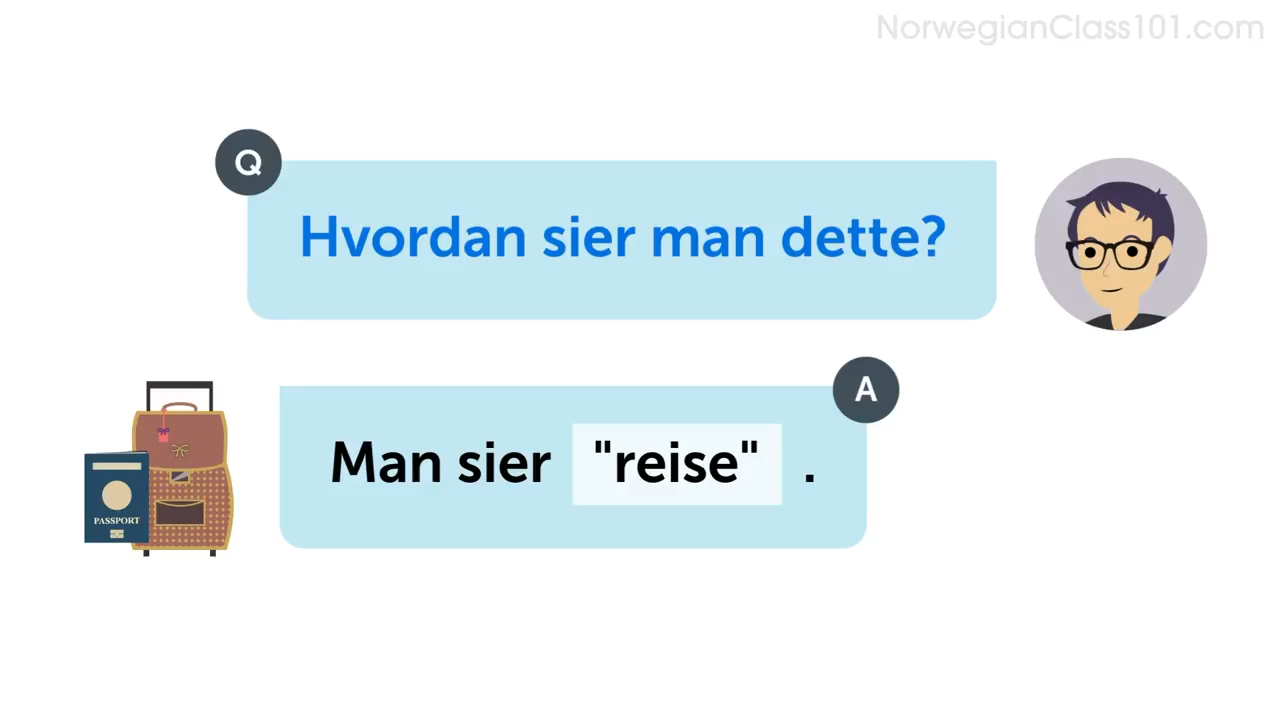 NorwegianClass101.com
Q
Hvordan sier man dette?
A
Man sier "reise" .
PASSPORT